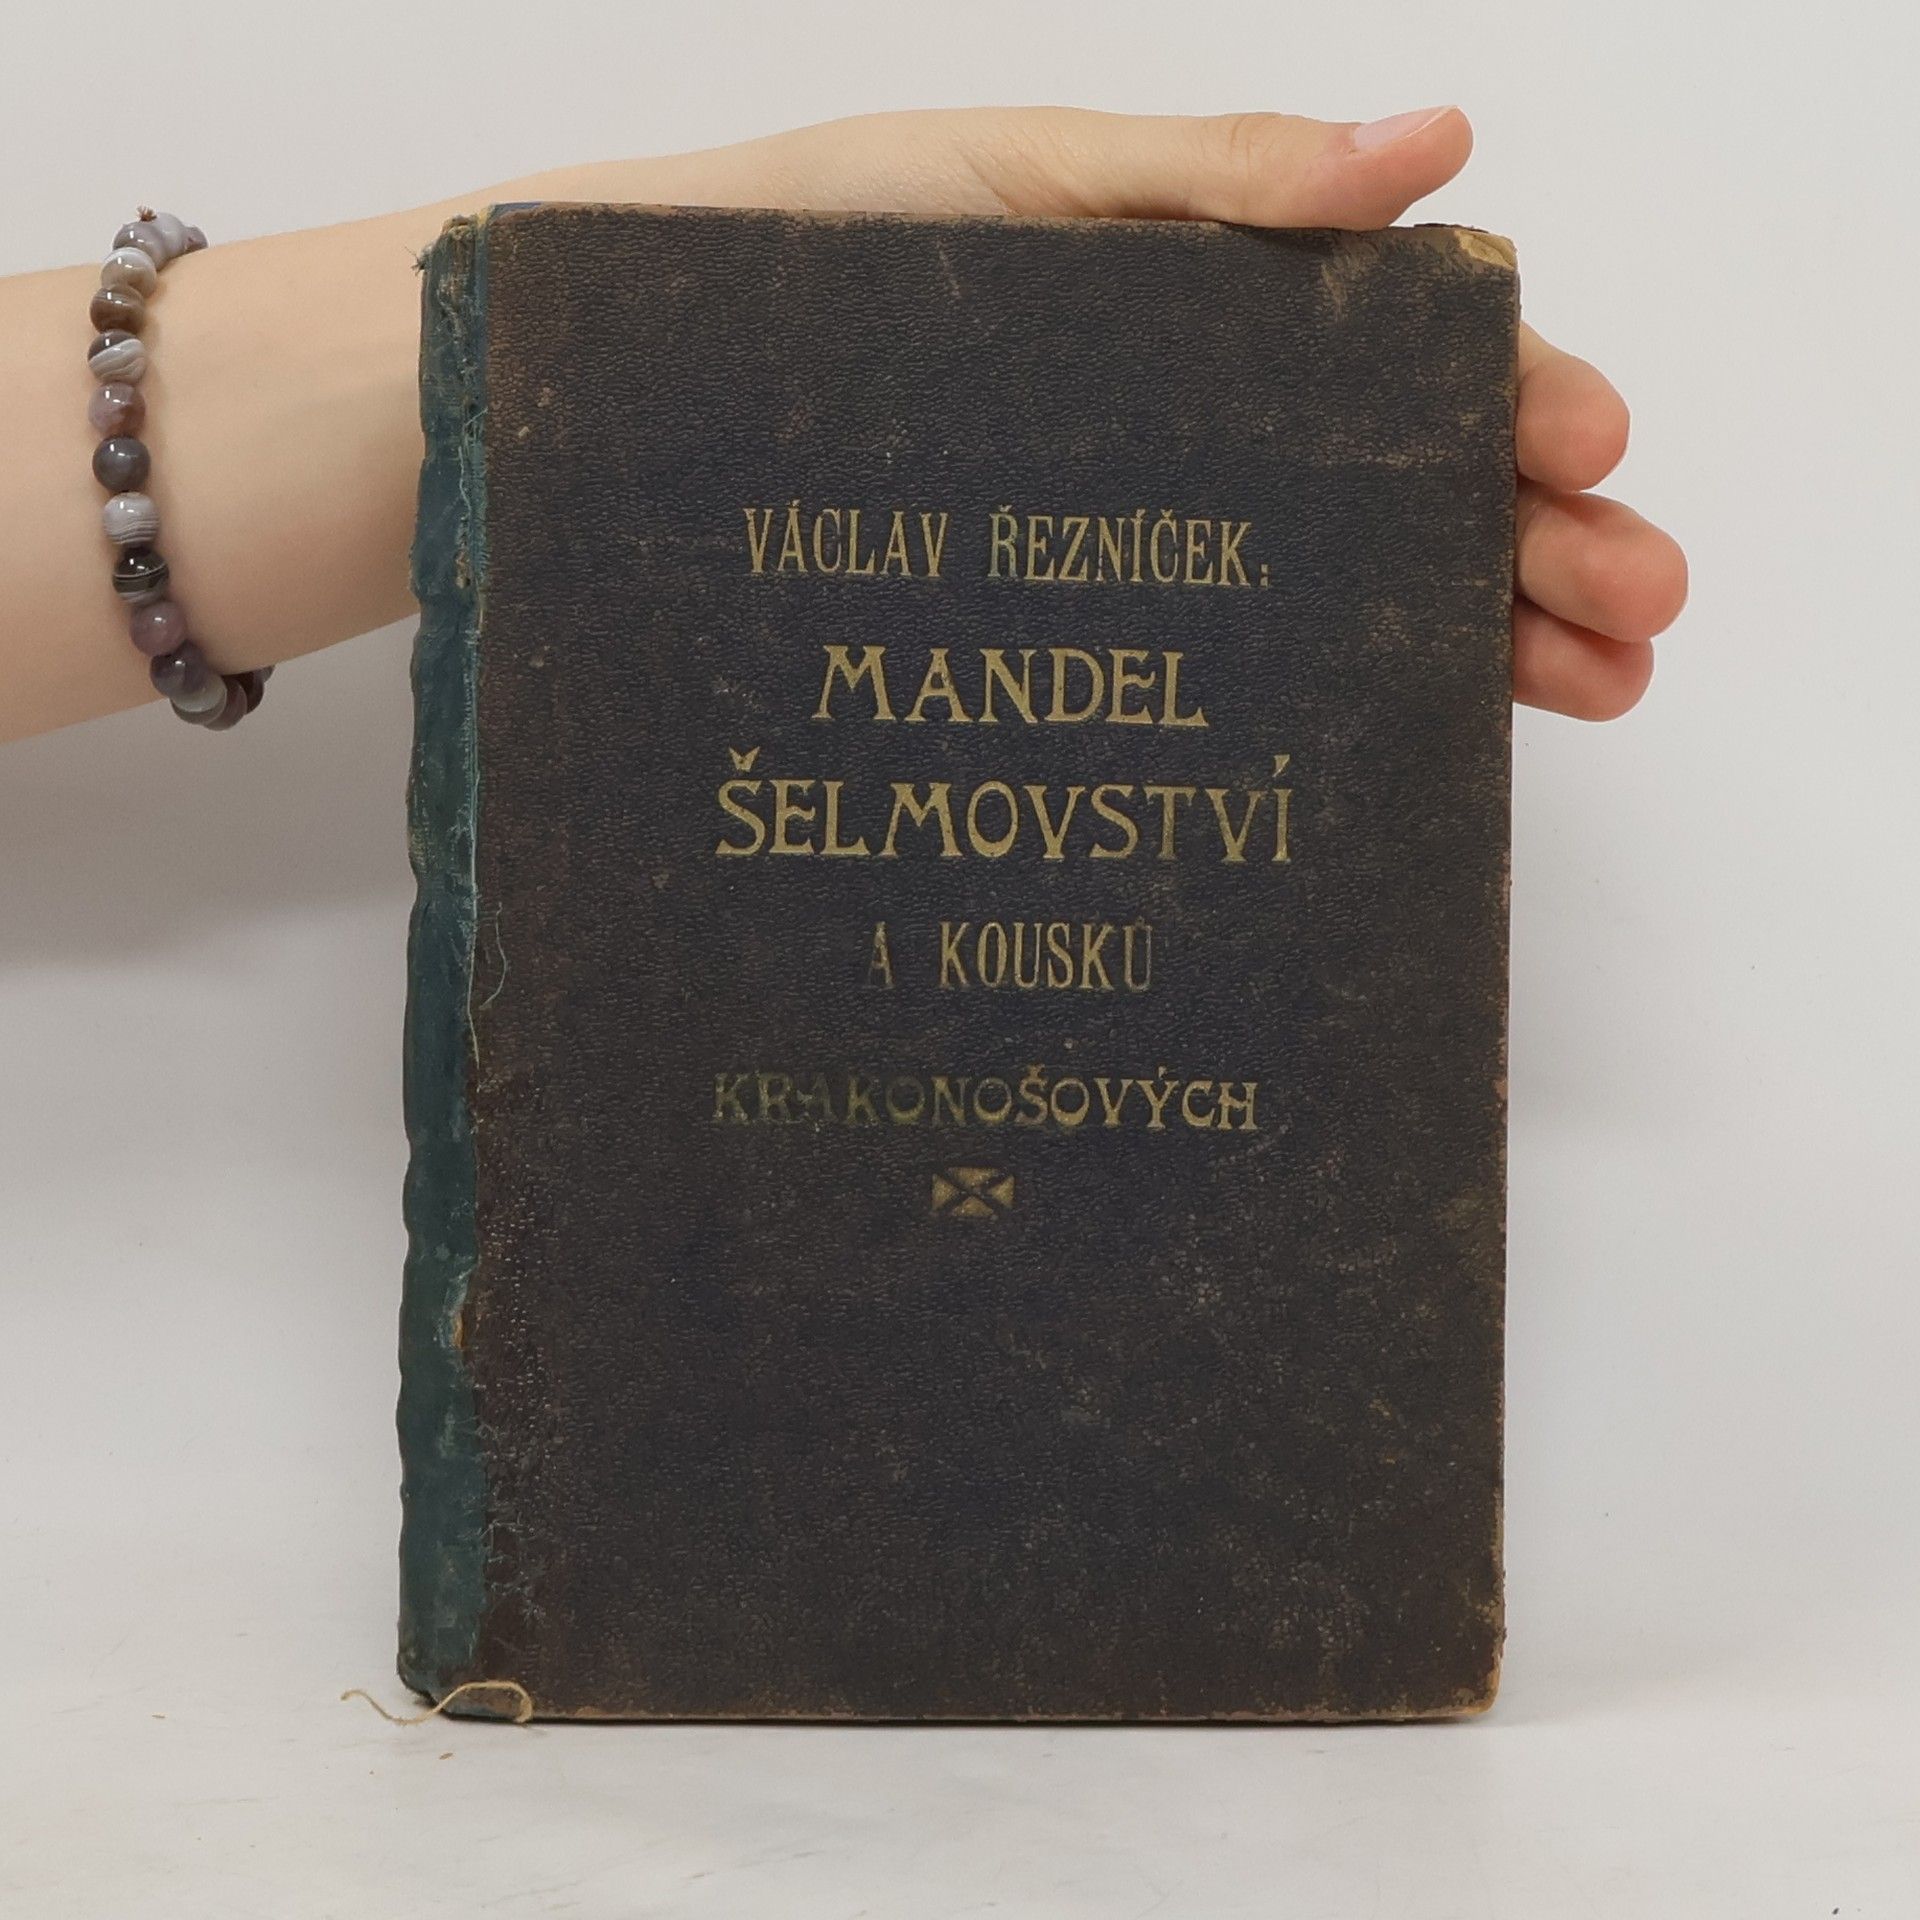 VÁCLAV ŘEZNÍČEK:
MANDEL
ŠELMOVSTVÍ
A KOUSKŮ
KRAKONOŠOVÝCH